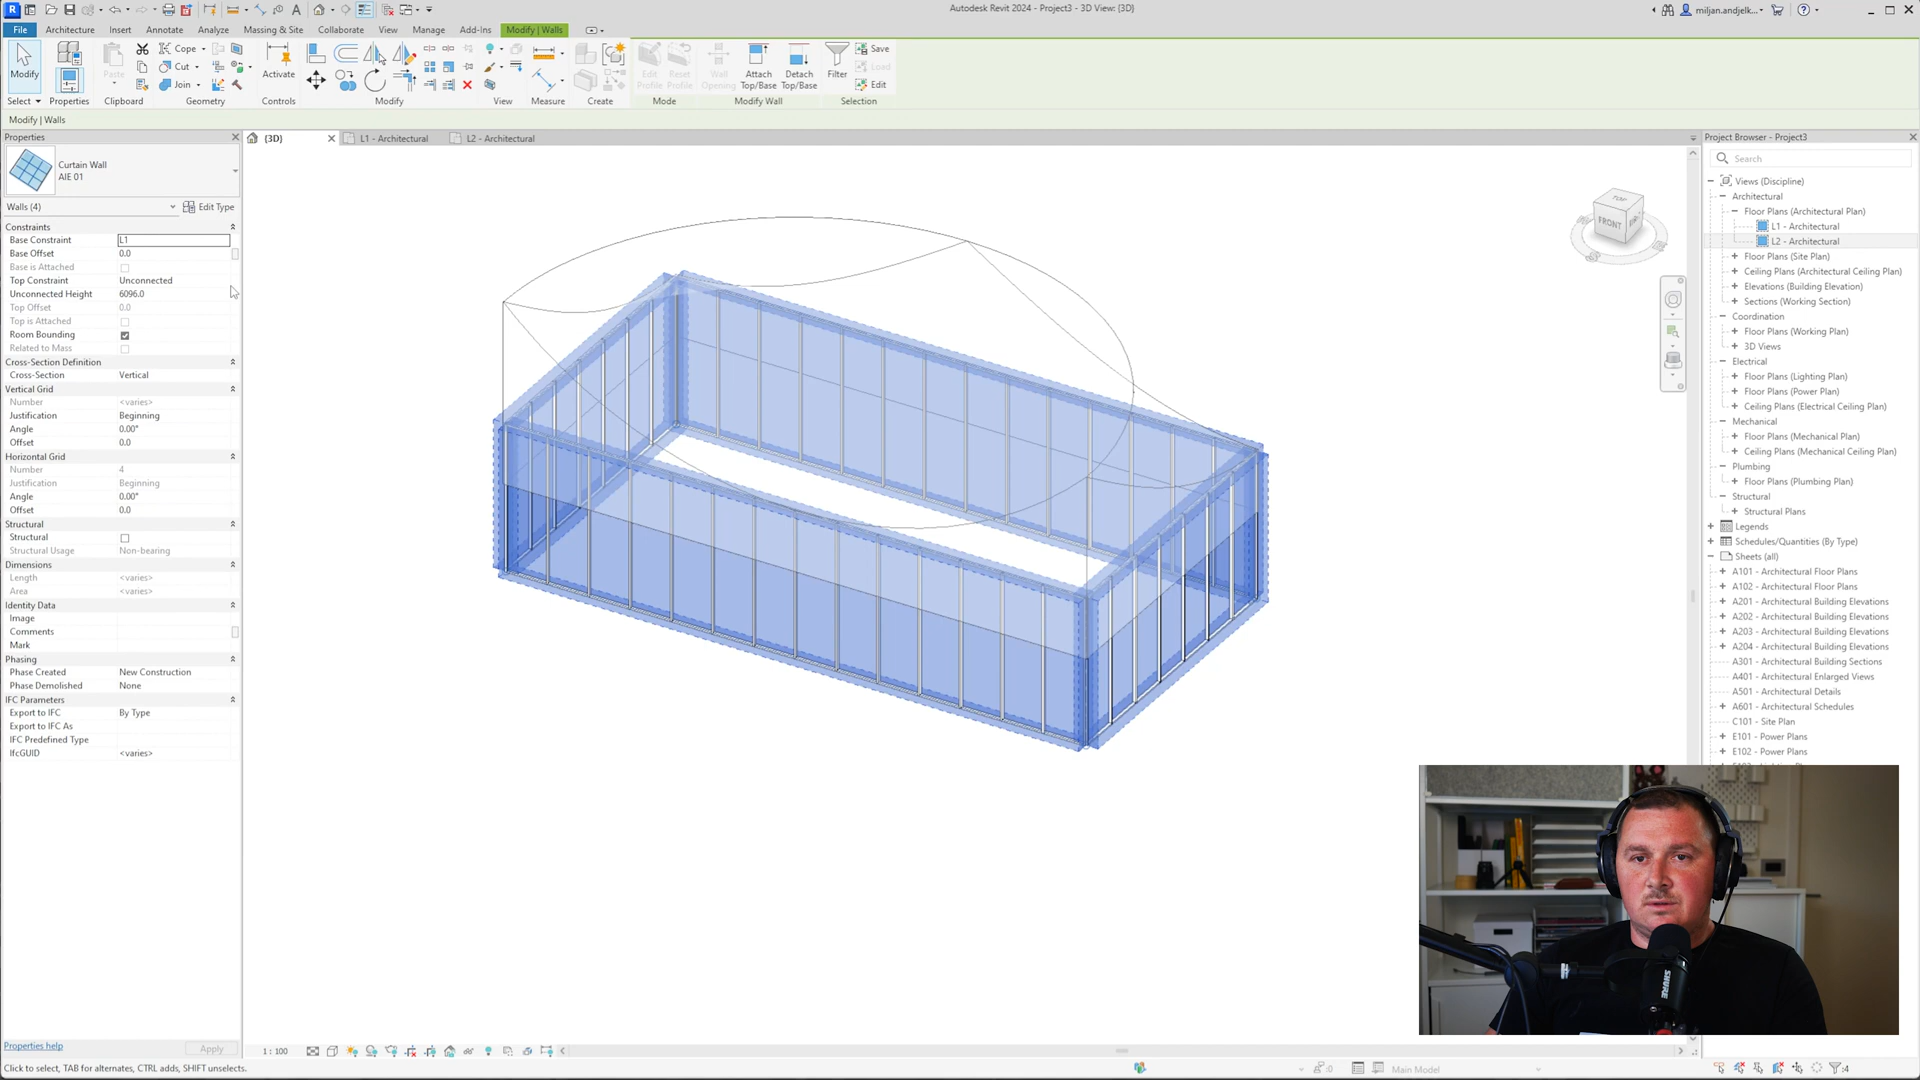 Autodesk Revit 2024 - Project3 - 3D View: {3D}
miljan.andjelk...
File
Architecture
Insert
Annotate
Analyze
Massing & Site
Collaborate
View
Manage
Add-Ins
Modify | Walls
Modify
Select
Properties
Paste
Clipboard
Cope
Cut
Join
Geometry
Activate
Controls
Modify
View
Measure
Create
Edit Profile
Reset Profile
Mode
Wall Opening
Attach Top/Base
Detach Top/Base
Modify Wall
Filter
Save
Load
Edit
Selection
Modify | Walls
Properties
Curtain Wall
AIE 01
Walls (4)
Edit Type
Constraints
Base Constraint L1
Base Offset 0.0
Base is Attached
Top Constraint Unconnected
Unconnected Height 6096.0
Top Offset 0.0
Top is Attached
Room Bounding
Related to Mass
Cross-Section Definition
Cross-Section Vertical
Vertical Grid
Number <varies>
Justification Beginning
Angle 0.00°
Offset 0.0
Horizontal Grid
Number 4
Justification Beginning
Angle 0.00°
Offset 0.0
Structural
Structural
Structural Usage Non-bearing
Dimensions
Length <varies>
Area <varies>
Identity Data
Image
Comments
Mark
Phasing
Phase Created New Construction
Phase Demolished None
IFC Parameters
Export to IFC By Type
Export to IFC As
IFC Predefined Type
IfcGUID <varies>
Properties help
Apply
{3D}
L1 - Architectural
L2 - Architectural
TOP
FRONT
1 : 100
Project Browser - Project3
Search
Views (Discipline)
Architectural
Floor Plans (Architectural Plan)
L1 - Architectural
L2 - Architectural
Floor Plans (Site Plan)
Ceiling Plans (Architectural Ceiling Plan)
Elevations (Building Elevation)
Sections (Working Section)
Coordination
Floor Plans (Working Plan)
3D Views
Electrical
Floor Plans (Lighting Plan)
Floor Plans (Power Plan)
Ceiling Plans (Electrical Ceiling Plan)
Mechanical
Floor Plans (Mechanical Plan)
Ceiling Plans (Mechanical Ceiling Plan)
Plumbing
Floor Plans (Plumbing Plan)
Structural
Structural Plans
Legends
Schedules/Quantities (By Type)
Sheets (all)
A101 - Architectural Floor Plans
A102 - Architectural Floor Plans
A201 - Architectural Building Elevations
A202 - Architectural Building Elevations
A203 - Architectural Building Elevations
A204 - Architectural Building Elevations
A301 - Architectural Building Sections
A401 - Architectural Enlarged Views
A501 - Architectural Details
A601 - Architectural Schedules
C101 - Site Plan
E101 - Power Plans
E102 - Power Plans
SHURE
Click to select, TAB for alternates, CTRL adds, SHIFT unselects.
:0
Main Model
:4